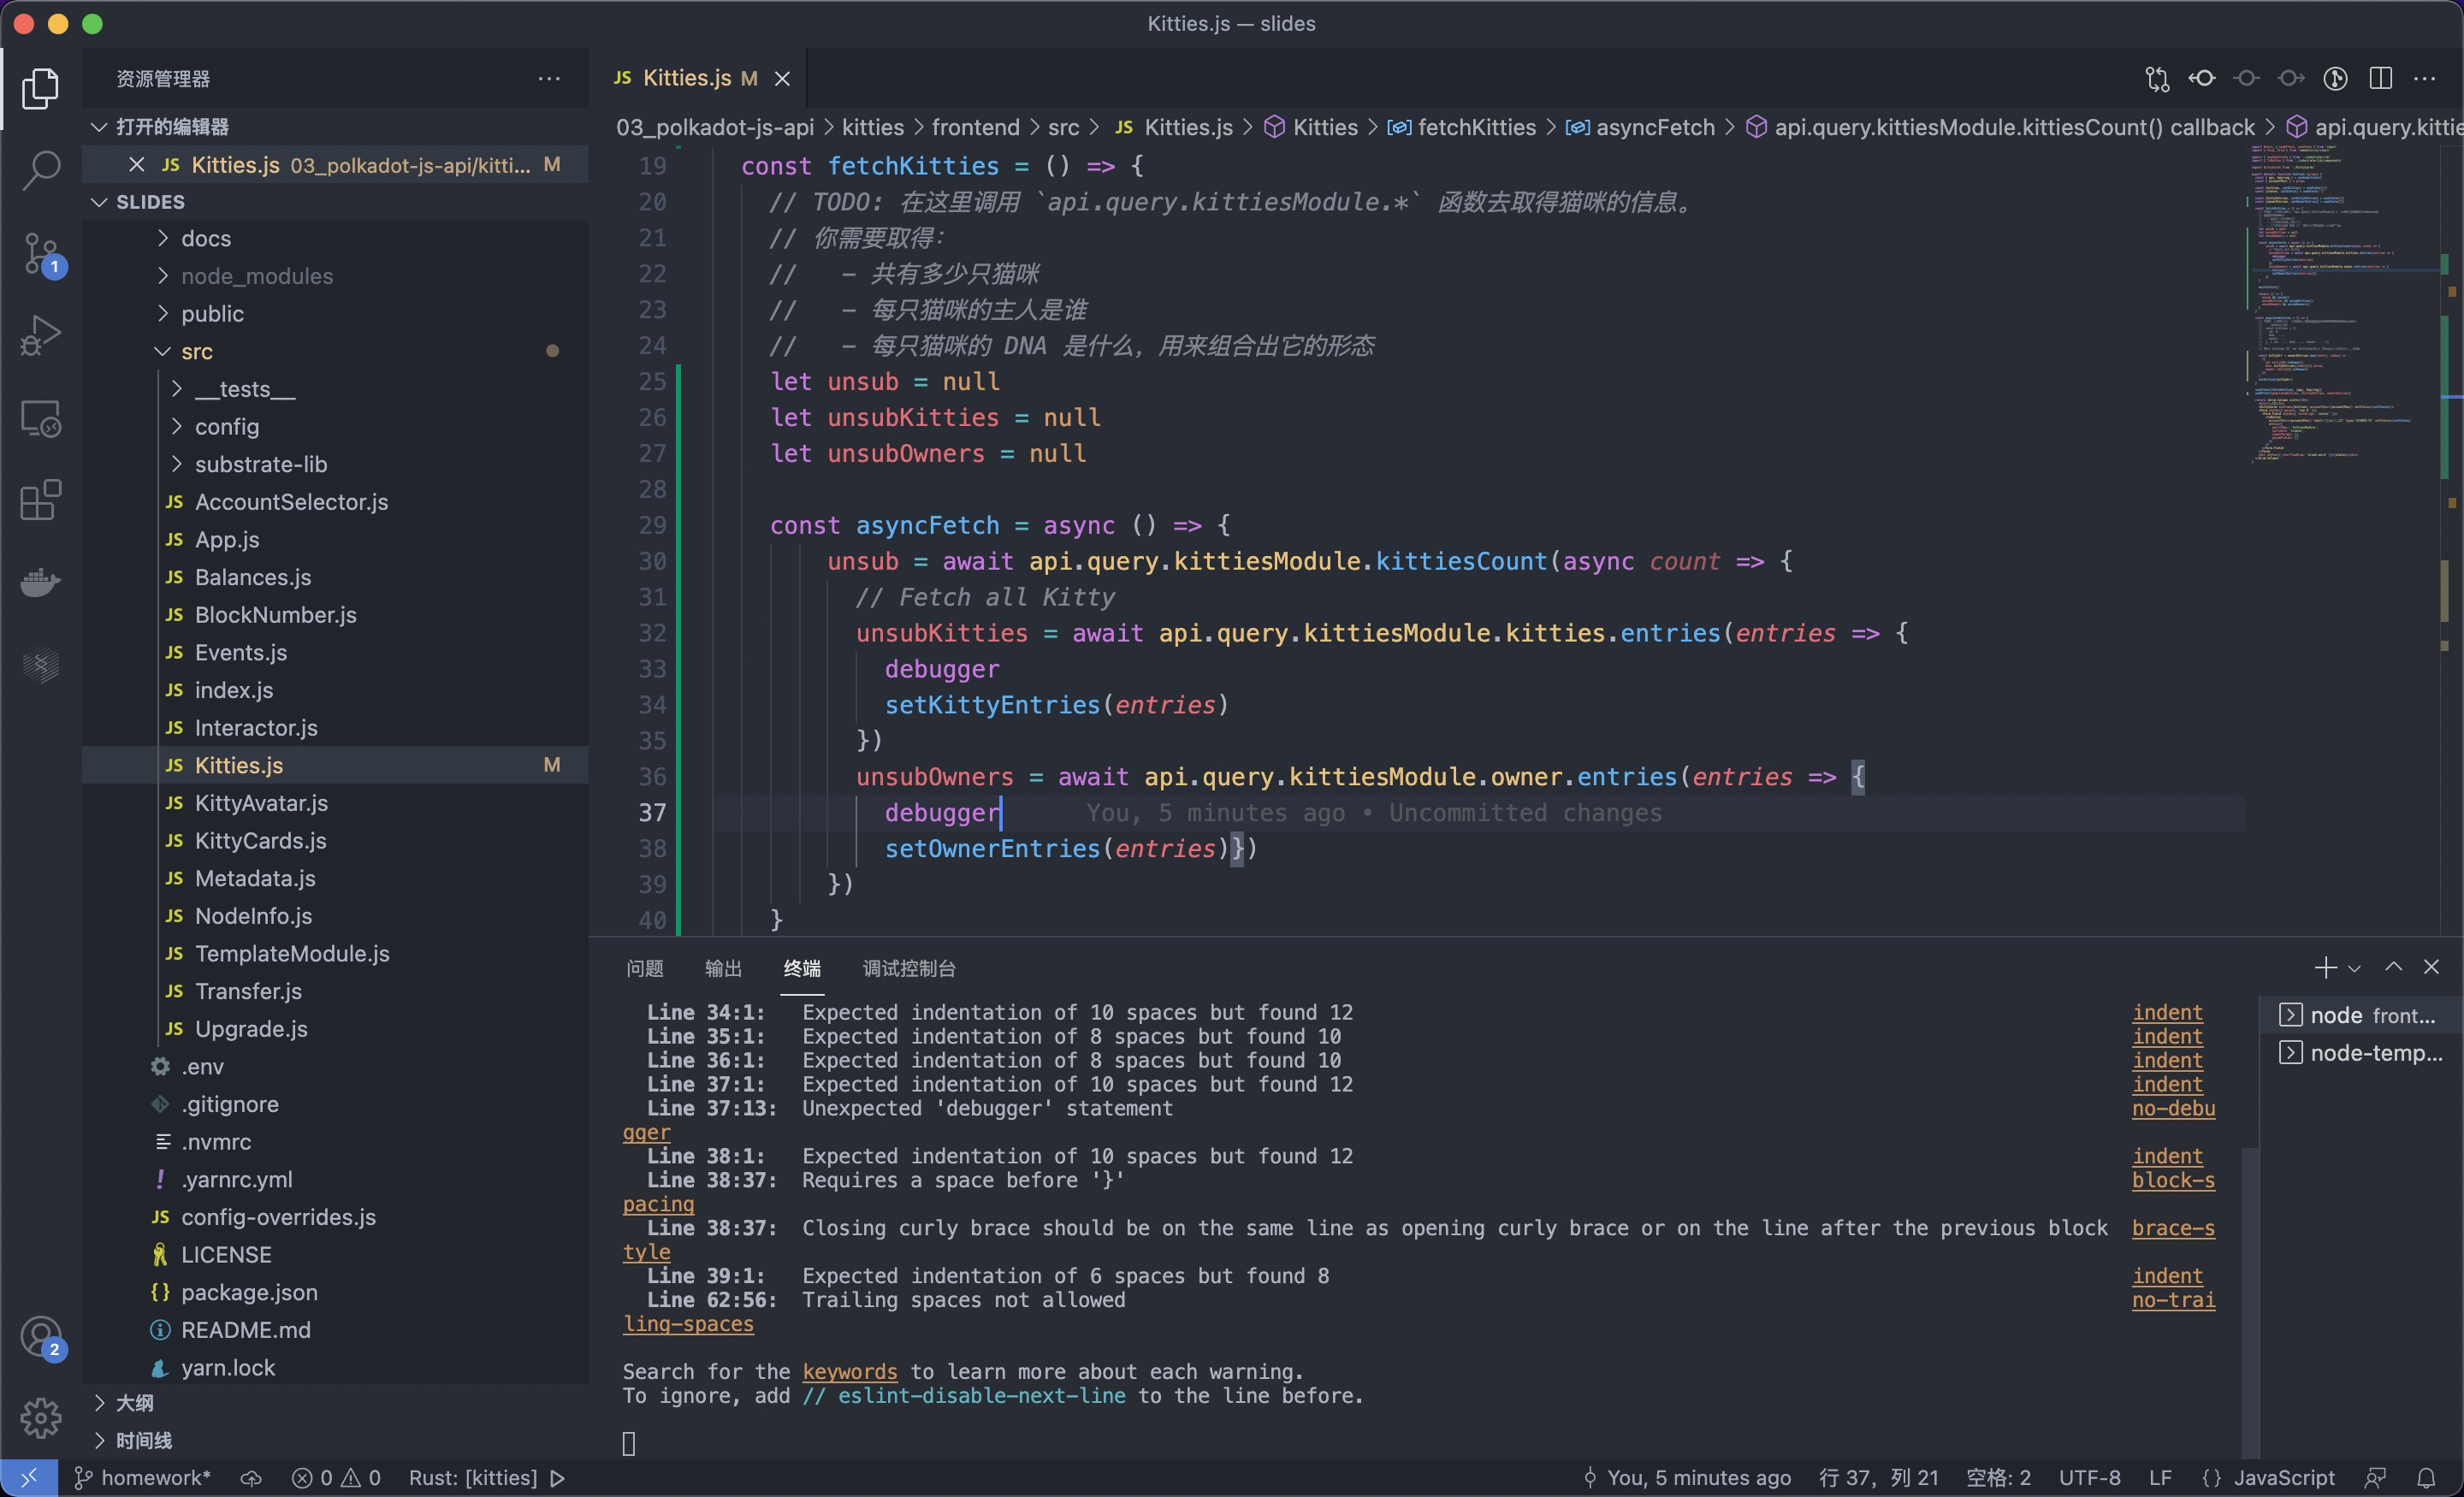 Kitties.js — slides
资源管理器
打开的编辑器
JS Kitties.js 03_polkadot-js-api/kitti... M
SLIDES
docs
node_modules
public
src
__tests__
config
substrate-lib
JS AccountSelector.js
JS App.js
JS Balances.js
JS BlockNumber.js
JS Events.js
JS index.js
JS Interactor.js
JS Kitties.js M
JS KittyAvatar.js
JS KittyCards.js
JS Metadata.js
JS NodeInfo.js
JS TemplateModule.js
JS Transfer.js
JS Upgrade.js
.env
.gitignore
.nvmrc
! .yarnrc.yml
JS config-overrides.js
LICENSE
{} package.json
README.md
yarn.lock
大纲
时间线
1
2
JS Kitties.js M
03_polkadot-js-api > kitties > frontend > src > JS Kitties.js > Kitties > fetchKitties > asyncFetch > api.query.kittiesModule.kittiesCount() callback > api.query.kittie
19 const fetchKitties = () => {
20 // TODO: 在这里调用 `api.query.kittiesModule.*` 函数去取得猫咪的信息。
21 // 你需要取得：
22 //   - 共有多少只猫咪
23 //   - 每只猫咪的主人是谁
24 //   - 每只猫咪的 DNA 是什么，用来组合出它的形态
25 let unsub = null
26 let unsubKitties = null
27 let unsubOwners = null
28
29 const asyncFetch = async () => {
30 unsub = await api.query.kittiesModule.kittiesCount(async count => {
31 // Fetch all Kitty
32 unsubKitties = await api.query.kittiesModule.kitties.entries(entries => {
33 debugger
34 setKittyEntries(entries)
35 })
36 unsubOwners = await api.query.kittiesModule.owner.entries(entries => {
37 debugger You, 5 minutes ago • Uncommitted changes
38 setOwnerEntries(entries)})
39 })
40 }
问题 输出 终端 调试控制台
Line 34:1: Expected indentation of 10 spaces but found 12 indent
Line 35:1: Expected indentation of 8 spaces but found 10 indent
Line 36:1: Expected indentation of 8 spaces but found 10 indent
Line 37:1: Expected indentation of 10 spaces but found 12 indent
Line 37:13: Unexpected 'debugger' statement no-debu
gger
Line 38:1: Expected indentation of 10 spaces but found 12 indent
Line 38:37: Requires a space before '}' block-s
pacing
Line 38:37: Closing curly brace should be on the same line as opening curly brace or on the line after the previous block brace-s
tyle
Line 39:1: Expected indentation of 6 spaces but found 8 indent
Line 62:56: Trailing spaces not allowed no-trai
ling-spaces
Search for the keywords to learn more about each warning.
To ignore, add // eslint-disable-next-line to the line before.
node front...
node-temp...
homework* 0 0 Rust: [kitties] You, 5 minutes ago 行 37，列 21 空格: 2 UTF-8 LF {} JavaScript